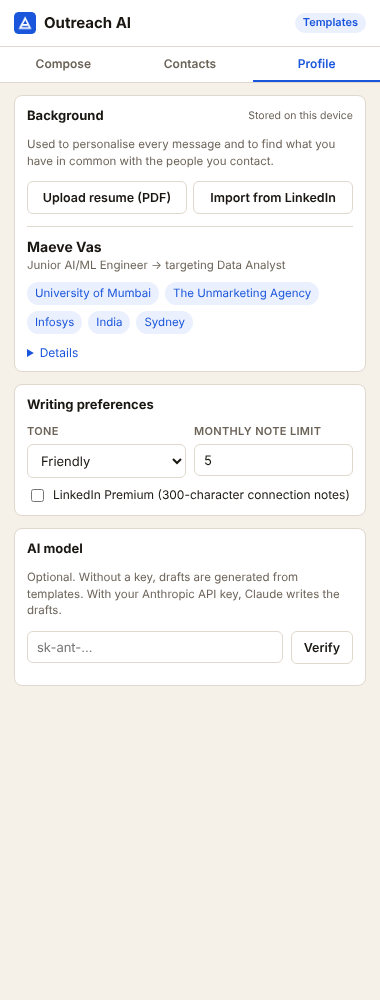 Outreach AI
Templates
Compose
Contacts
Profile
Background
Stored on this device
Used to personalise every message and to find what you
have in common with the people you contact.
Upload resume (PDF)
Import from LinkedIn
Maeve Vas
Junior AI/ML Engineer → targeting Data Analyst
University of Mumbai
The Unmarketing Agency
Infosys
India
Sydney
Details
Writing preferences
TONE
MONTHLY NOTE LIMIT
Friendly
5
LinkedIn Premium (300-character connection notes)
AI model
Optional. Without a key, drafts are generated from
templates. With your Anthropic API key, Claude writes the
drafts.
sk-ant-...
Verify